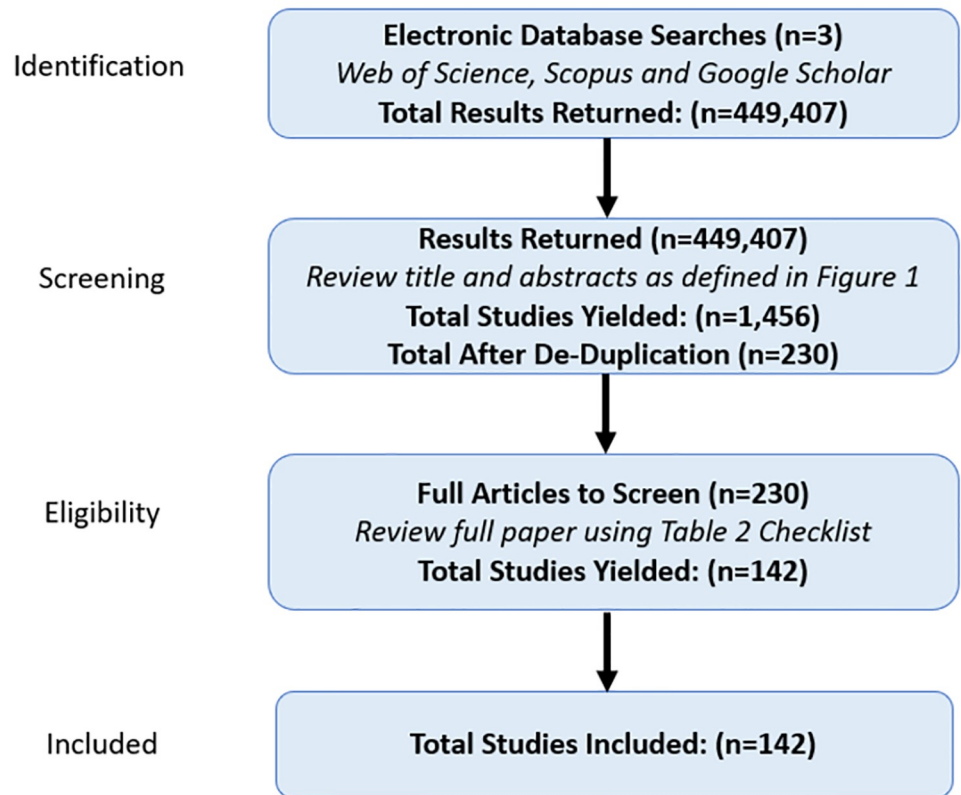 Identification
Electronic Database Searches (n=3)
Web of Science, Scopus and Google Scholar
Total Results Returned: (n=449,407)
Screening
Results Returned (n=449,407)
Review title and abstracts as defined in Figure 1
Total Studies Yielded: (n=1,456)
Total After De-Duplication (n=230)
Eligibility
Full Articles to Screen (n=230)
Review full paper using Table 2 Checklist
Total Studies Yielded: (n=142)
Included
Total Studies Included: (n=142)